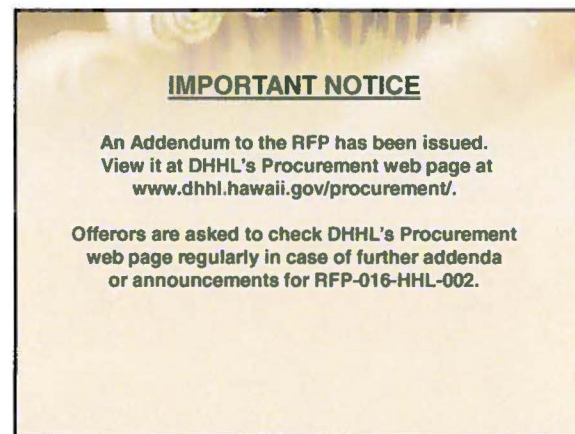 IMPORTANT NOTICE
An Addendum to the RFP has been issued.
View it at DHHL's Procurement web page at
www.dhhl.hawaii.gov/procurement/.
Offerors are asked to check DHHL's Procurement
web page regularly in case of further addenda
or announcements for RFP-016-HHL-002.